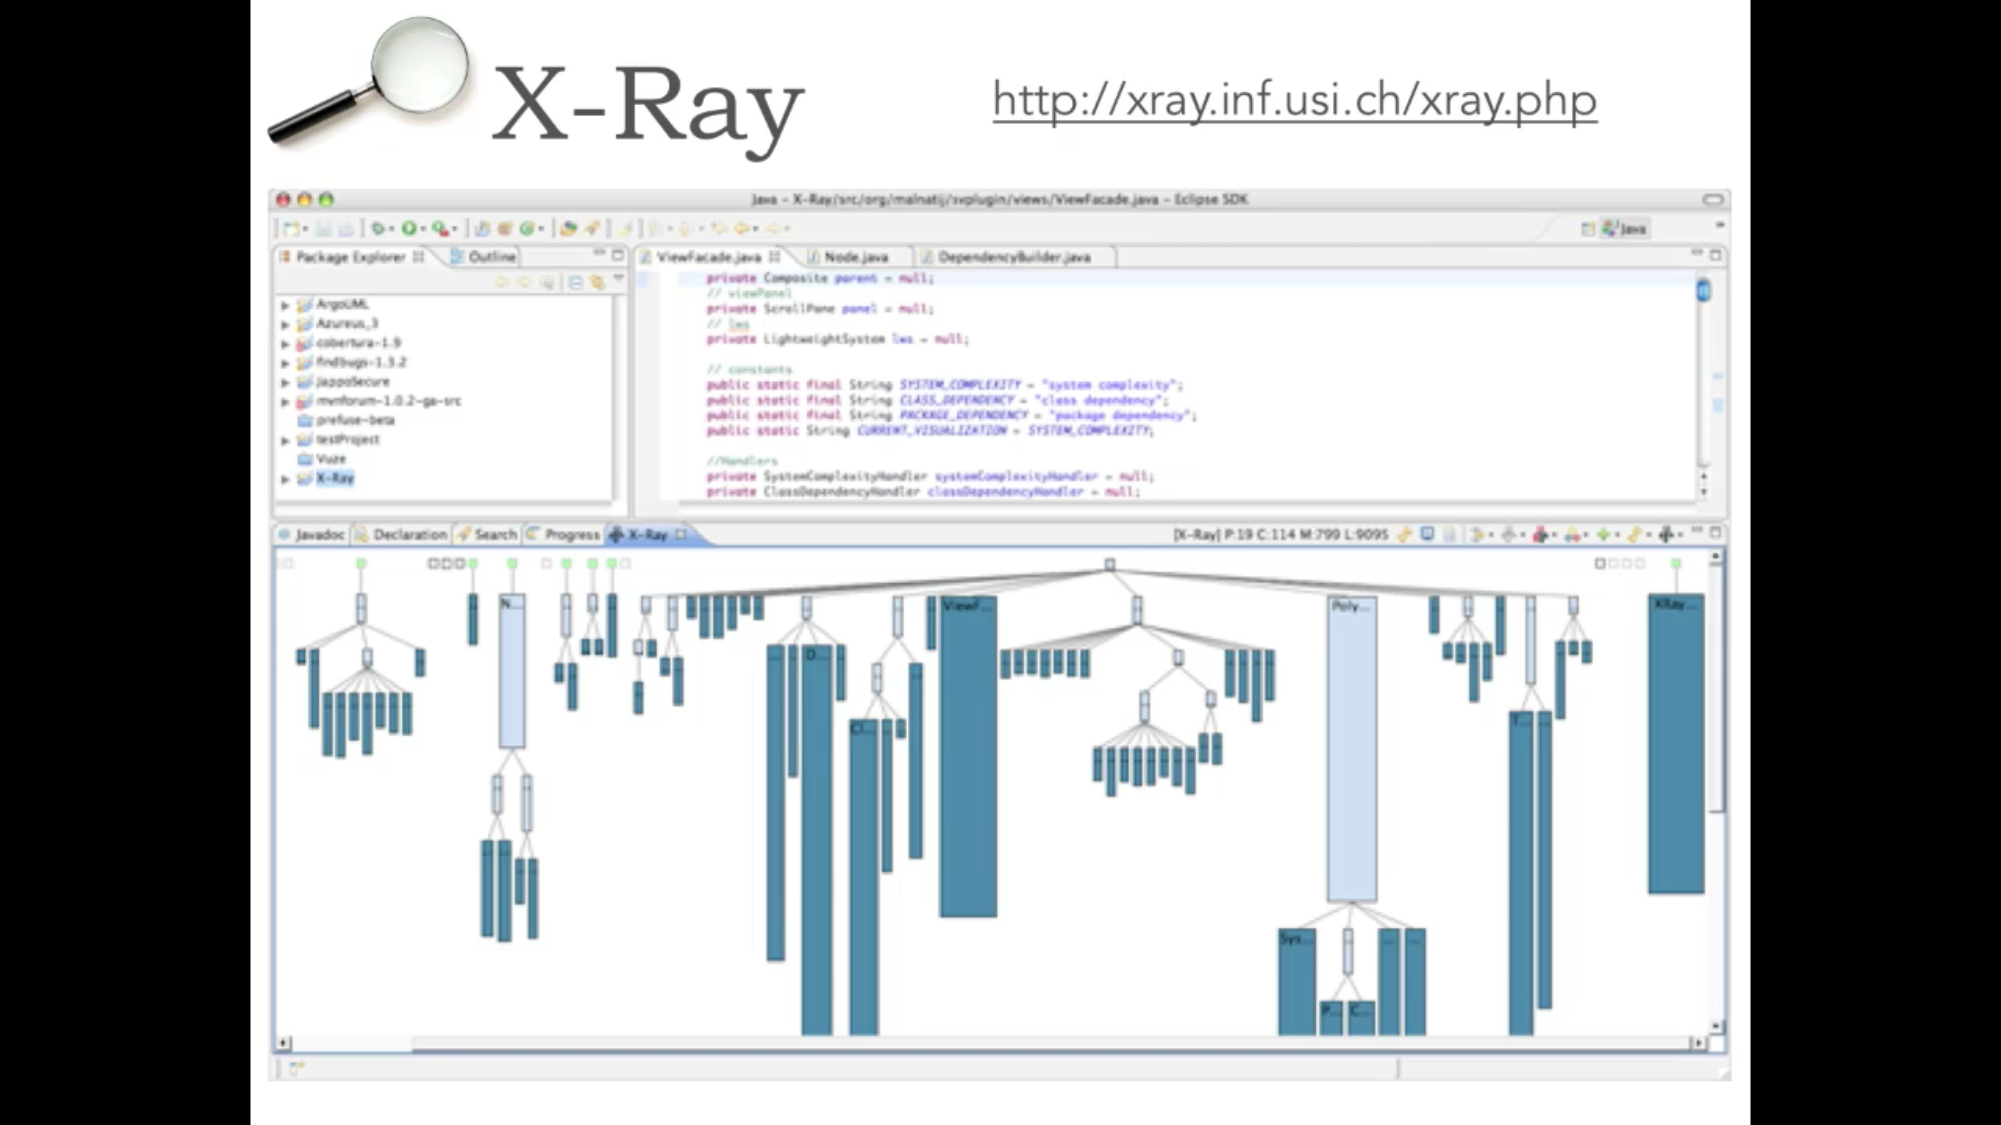 X-Ray
http://xray.inf.usi.ch/xray.php
Java - X-Ray/src/org/malnatij/svplugin/views/ViewFacade.java - Eclipse SDK
Java
Package Explorer
Outline
ViewFacade.java
Node.java
DependencyBuilder.java
ArgoUML
Azureus_3
cobertura-1.9
findbugs-1.3.2
JappoSecure
mvnforum-1.0.2-ga-src
prefuse-beta
testProject
Vuze
X-Ray
private Composite parent = null;
// viewPanel
private ScrollPane panel = null;
// lws
private LightweightSystem lws = null;
// constants
public static final String SYSTEM_COMPLEXITY = "system complexity";
public static final String CLASS_DEPENDENCY = "class dependency";
public static final String PACKAGE_DEPENDENCY = "package dependency";
public static String CURRENT_VISUALIZATION = SYSTEM_COMPLEXITY;
//Handlers
private SystemComplexityHandler systemComplexityHandler = null;
private ClassDependencyHandler classDependencyHandler = null;
Javadoc
Declaration
Search
Progress
X-Ray
[X-Ray] P:19 C:114 M:799 L:9095
N...
ViewF...
Poly...
XRay...
D...
Cl...
T...
Sys...
P...
C...